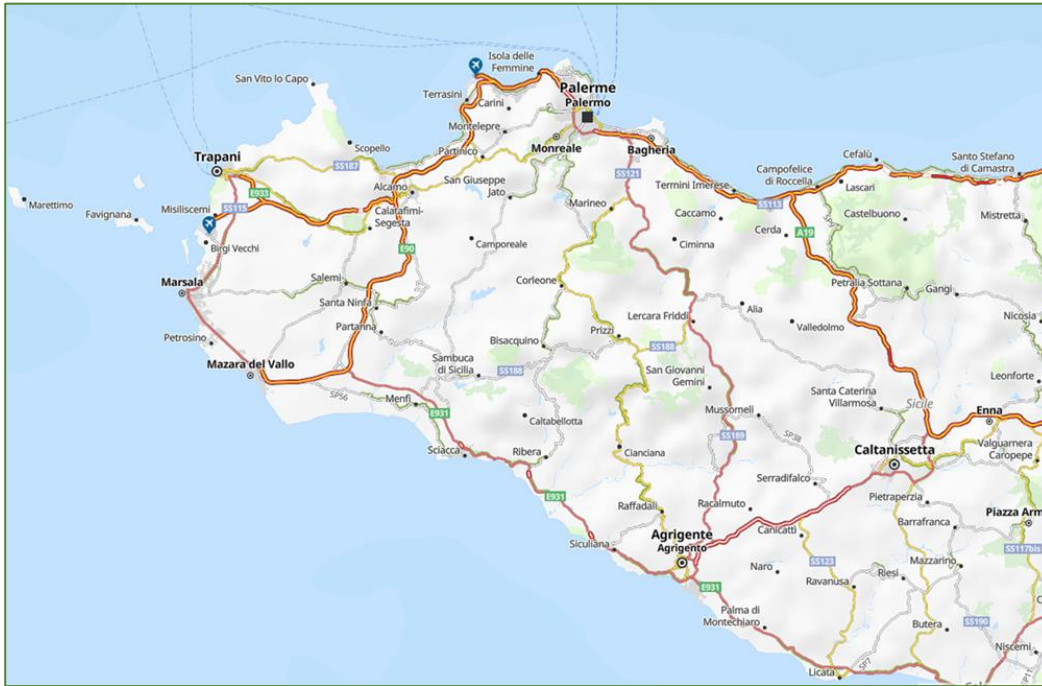 Isola delle
Femmine
San Vito lo Capo
Palerme
Palermo
Terrasini
Carini
Montelepre
Scopello
Partinico
Monreale
Bagheria
Cefalù
Santo Stefano
di Camastra
Trapani
SS187
SS121
Campofelice
di Roccella
Termini Imerese
SS113
Lascari
E933
Alcamo
San Giuseppe
Jato
Marettimo
Favignana
Misiliscemi
SS115
Calatafimi-
Segesta
Marineo
Caccamo
Castelbuono
Mistretta
Birgi Vecchi
E90
Camporeale
Ciminna
Cerda
A19
Marsala
Salemi
Corleone
Petralia Sottana
Gangi
Santa Ninfa
Alia
Lercara Friddi
Valledolmo
Nicosia
Petrosino
Partanna
Bisacquino
Prizzi
SS188
Mazara del Vallo
Sambuca
di Sicilia
SS188
San Giovanni
Gemini
Leonforte
SP56
Menfi
E931
Caltabellotta
Mussomeli
Santa Caterina
Villarmosa
Sicile
Enna
SS189
SP38
Sciacca
Ribera
Cianciana
Caltanissetta
Valguarnera
Caropepe
Serradifalco
E931
Raffadali
Racalmuto
Pietraperzia
Canicattì
Barrafranca
Piazza Arm
Siculiana
Agrigente
Agrigento
SS117bis
Naro
SS123
Mazzarino
Ravanusa
Riesi
E931
Palma di
Montechiaro
Butera
SS190
Niscemi
Licata
SP7
SP11